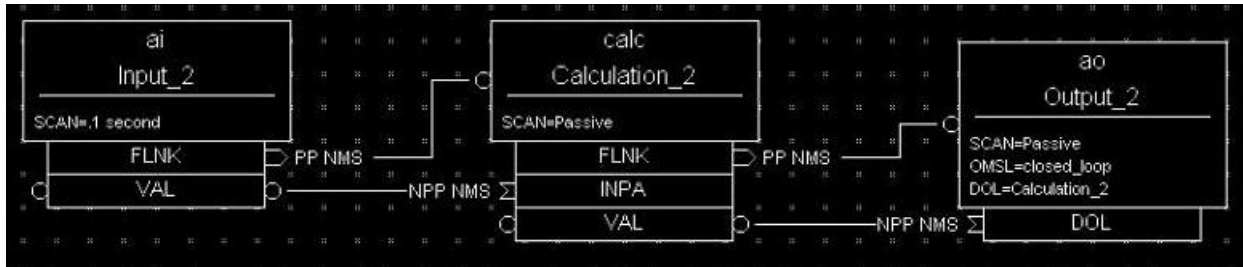 ai
Input_2
SCAN=.1 second
FLNK
PP NMS
VAL
calc
Calculation_2
SCAN=Passive
FLNK
PP NMS
NPP NMS
INPA
VAL
ao
Output_2
SCAN=Passive
OMSL=closed_loop
DOL=Calculation_2
NPP NMS
DOL